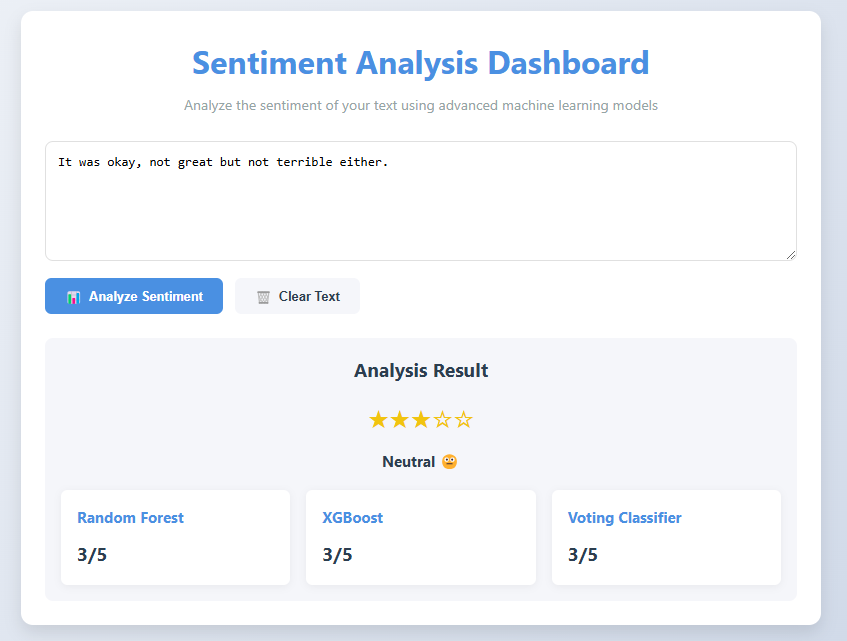 Sentiment Analysis Dashboard
Analyze the sentiment of your text using advanced machine learning models
It was okay, not great but not terrible either.
📊 Analyze Sentiment
🗑️ Clear Text
Analysis Result
★★★☆☆
Neutral 😐
Random Forest
3/5
XGBoost
3/5
Voting Classifier
3/5